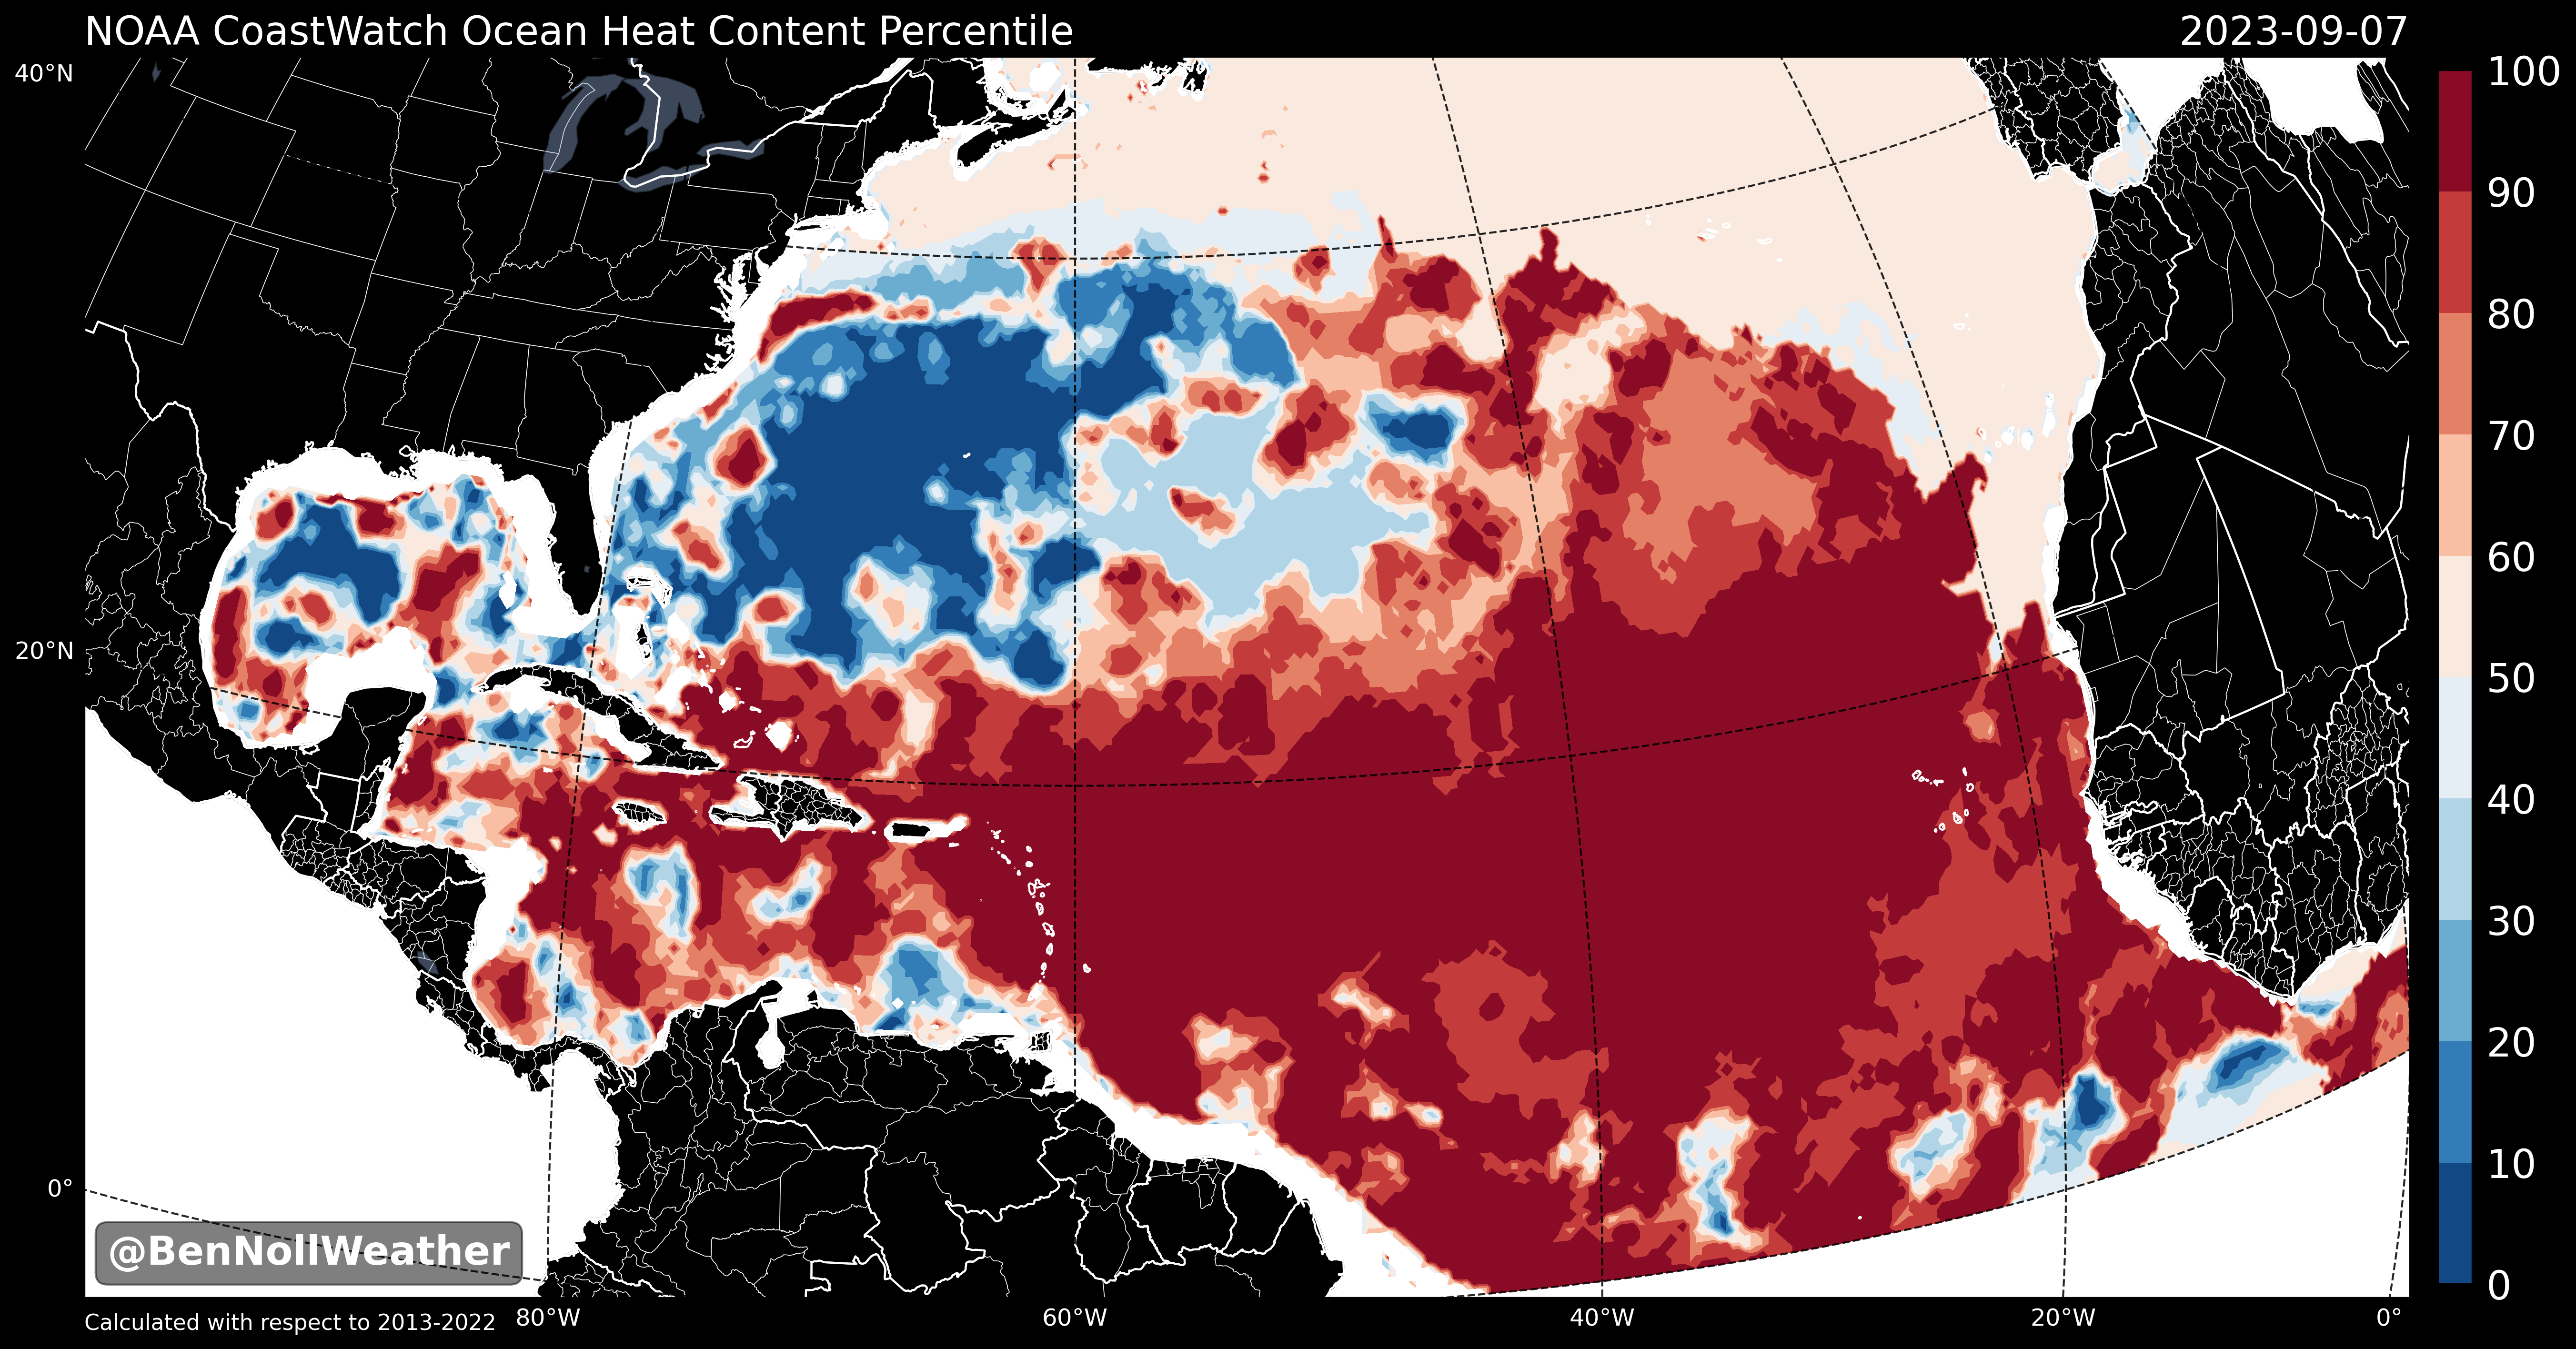 NOAA CoastWatch Ocean Heat Content Percentile 2023-09-07
40°N
20°N
0°
100
90
80
70
60
50
40
30
20
10
0
@BenNollWeather
Calculated with respect to 2013-2022
80°W 60°W 40°W 20°W 0°